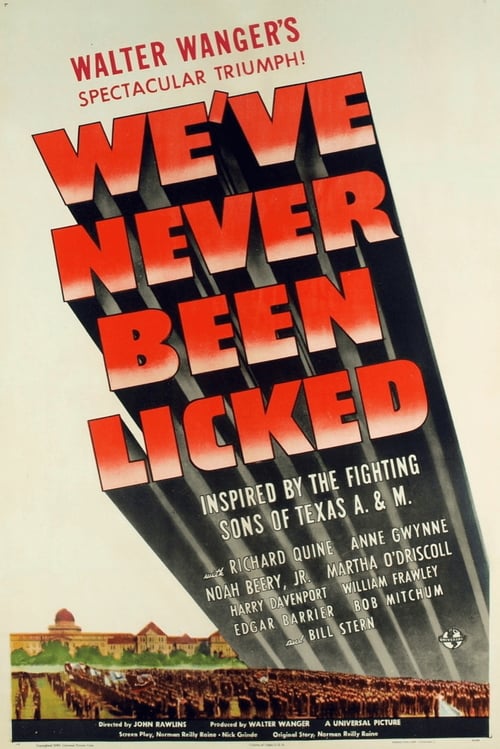 WALTER WANGER'S
SPECTACULAR TRIUMPH!
WE'VE
NEVER
BEEN
LICKED
INSPIRED BY THE FIGHTING
SONS OF TEXAS A. & M.
with RICHARD QUINE ANNE GWYNNE
NOAH BEERY, JR. MARTHA O'DRISCOLL
HARRY DAVENPORT WILLIAM FRAWLEY
EDGAR BARRIER BOB MITCHUM
and BILL STERN
UNIVERSAL
Directed by JOHN RAWLINS Produced by WALTER WANGER A UNIVERSAL PICTURE
Screen Play, Norman Reilly Raine • Nick Grinde Original Story, Norman Reilly Raine